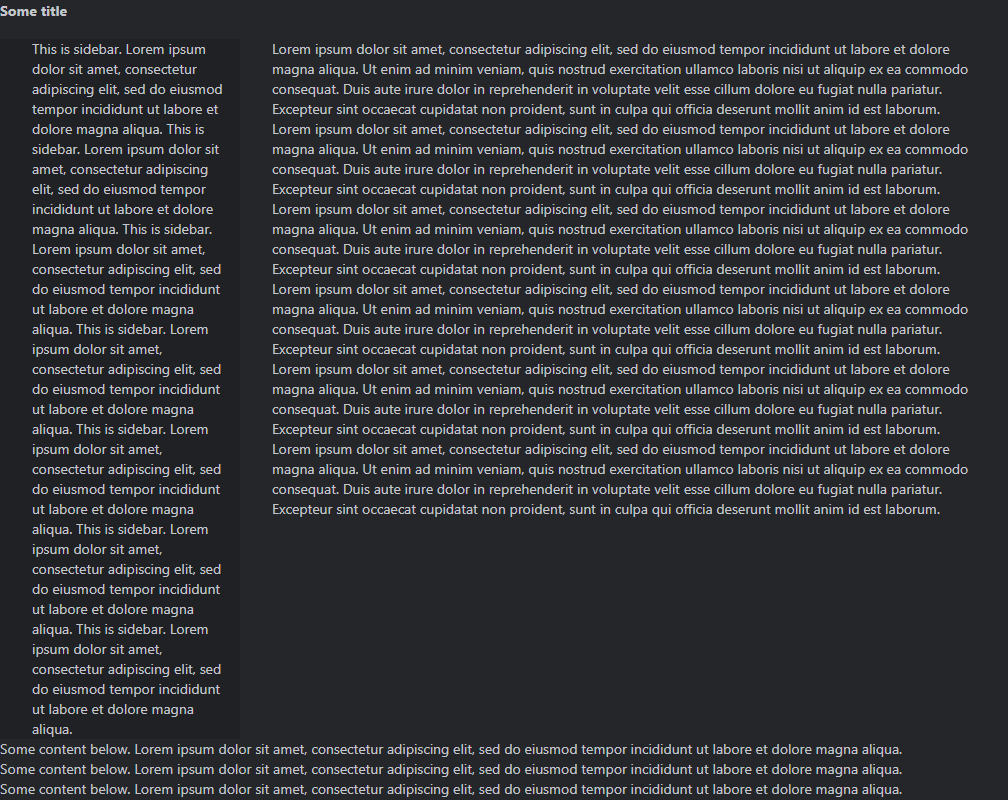 Some title
This is sidebar. Lorem ipsum
dolor sit amet, consectetur
adipiscing elit, sed do eiusmod
tempor incididunt ut labore et
dolore magna aliqua. This is
sidebar. Lorem ipsum dolor sit
amet, consectetur adipiscing
elit, sed do eiusmod tempor
incididunt ut labore et dolore
magna aliqua. This is sidebar.
Lorem ipsum dolor sit amet,
consectetur adipiscing elit, sed
do eiusmod tempor incididunt
ut labore et dolore magna
aliqua. This is sidebar. Lorem
ipsum dolor sit amet,
consectetur adipiscing elit, sed
do eiusmod tempor incididunt
ut labore et dolore magna
aliqua. This is sidebar. Lorem
ipsum dolor sit amet,
consectetur adipiscing elit, sed
do eiusmod tempor incididunt
ut labore et dolore magna
aliqua. This is sidebar. Lorem
ipsum dolor sit amet,
consectetur adipiscing elit, sed
do eiusmod tempor incididunt
ut labore et dolore magna
aliqua. This is sidebar. Lorem
ipsum dolor sit amet,
consectetur adipiscing elit, sed
do eiusmod tempor incididunt
ut labore et dolore magna
aliqua.
Lorem ipsum dolor sit amet, consectetur adipiscing elit, sed do eiusmod tempor incididunt ut labore et dolore
magna aliqua. Ut enim ad minim veniam, quis nostrud exercitation ullamco laboris nisi ut aliquip ex ea commodo
consequat. Duis aute irure dolor in reprehenderit in voluptate velit esse cillum dolore eu fugiat nulla pariatur.
Excepteur sint occaecat cupidatat non proident, sunt in culpa qui officia deserunt mollit anim id est laborum.
Lorem ipsum dolor sit amet, consectetur adipiscing elit, sed do eiusmod tempor incididunt ut labore et dolore
magna aliqua. Ut enim ad minim veniam, quis nostrud exercitation ullamco laboris nisi ut aliquip ex ea commodo
consequat. Duis aute irure dolor in reprehenderit in voluptate velit esse cillum dolore eu fugiat nulla pariatur.
Excepteur sint occaecat cupidatat non proident, sunt in culpa qui officia deserunt mollit anim id est laborum.
Lorem ipsum dolor sit amet, consectetur adipiscing elit, sed do eiusmod tempor incididunt ut labore et dolore
magna aliqua. Ut enim ad minim veniam, quis nostrud exercitation ullamco laboris nisi ut aliquip ex ea commodo
consequat. Duis aute irure dolor in reprehenderit in voluptate velit esse cillum dolore eu fugiat nulla pariatur.
Excepteur sint occaecat cupidatat non proident, sunt in culpa qui officia deserunt mollit anim id est laborum.
Lorem ipsum dolor sit amet, consectetur adipiscing elit, sed do eiusmod tempor incididunt ut labore et dolore
magna aliqua. Ut enim ad minim veniam, quis nostrud exercitation ullamco laboris nisi ut aliquip ex ea commodo
consequat. Duis aute irure dolor in reprehenderit in voluptate velit esse cillum dolore eu fugiat nulla pariatur.
Excepteur sint occaecat cupidatat non proident, sunt in culpa qui officia deserunt mollit anim id est laborum.
Lorem ipsum dolor sit amet, consectetur adipiscing elit, sed do eiusmod tempor incididunt ut labore et dolore
magna aliqua. Ut enim ad minim veniam, quis nostrud exercitation ullamco laboris nisi ut aliquip ex ea commodo
consequat. Duis aute irure dolor in reprehenderit in voluptate velit esse cillum dolore eu fugiat nulla pariatur.
Excepteur sint occaecat cupidatat non proident, sunt in culpa qui officia deserunt mollit anim id est laborum.
Lorem ipsum dolor sit amet, consectetur adipiscing elit, sed do eiusmod tempor incididunt ut labore et dolore
magna aliqua. Ut enim ad minim veniam, quis nostrud exercitation ullamco laboris nisi ut aliquip ex ea commodo
consequat. Duis aute irure dolor in reprehenderit in voluptate velit esse cillum dolore eu fugiat nulla pariatur.
Excepteur sint occaecat cupidatat non proident, sunt in culpa qui officia deserunt mollit anim id est laborum.
Some content below. Lorem ipsum dolor sit amet, consectetur adipiscing elit, sed do eiusmod tempor incididunt ut labore et dolore magna aliqua.
Some content below. Lorem ipsum dolor sit amet, consectetur adipiscing elit, sed do eiusmod tempor incididunt ut labore et dolore magna aliqua.
Some content below. Lorem ipsum dolor sit amet, consectetur adipiscing elit, sed do eiusmod tempor incididunt ut labore et dolore magna aliqua.